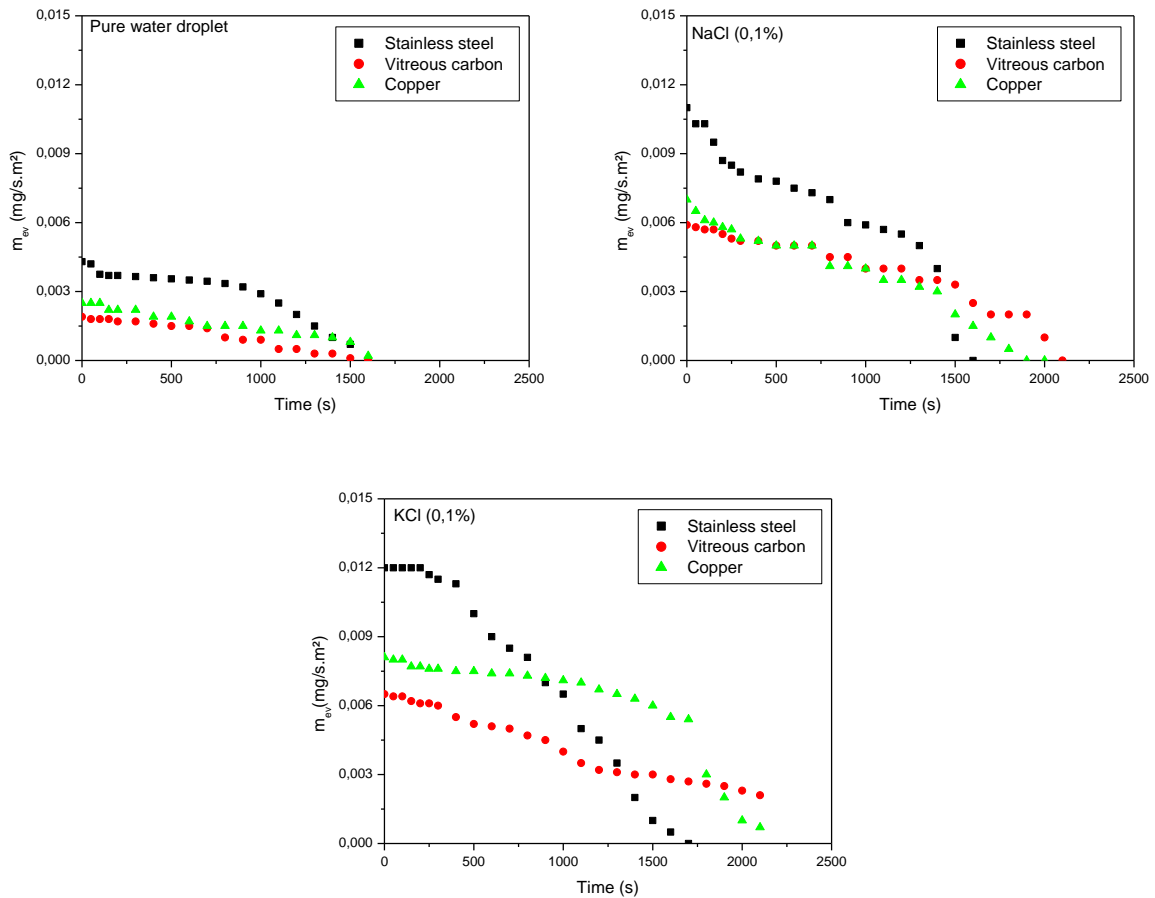 Pure water droplet
Stainless steel
Vitreous carbon
Copper
0,015
0,012
0,009
0,006
0,003
0,000
m_ev (mg/s.m²)
0 500 1000 1500 2000 2500
Time (s)
NaCl (0,1%)
Stainless steel
Vitreous carbon
Copper
0,015
0,012
0,009
0,006
0,003
0,000
m_ev (mg/s.m²)
0 500 1000 1500 2000 2500
Time (s)
KCl (0,1%)
Stainless steel
Vitreous carbon
Copper
0,015
0,012
0,009
0,006
0,003
0,000
m_ev(mg/s.m²)
0 500 1000 1500 2000 2500
Time (s)